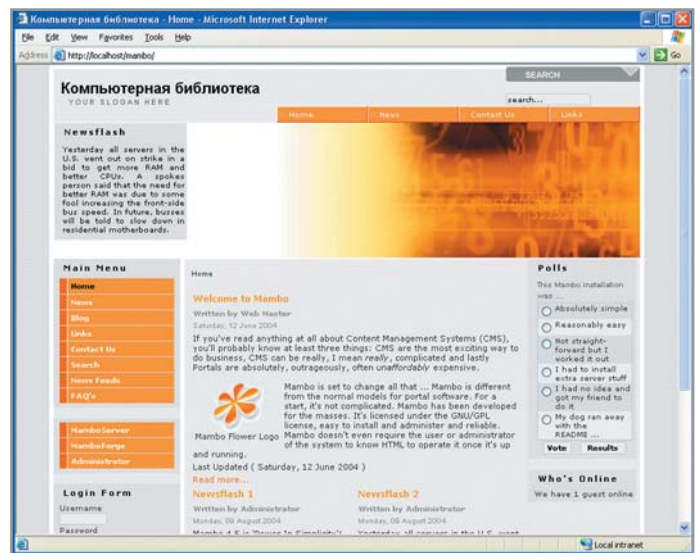 Компьютерная библиотека - Home - Microsoft Internet Explorer
File Edit View Favorites Tools Help
Address http://localhost/mambo/ Go
SEARCH
Компьютерная библиотека
YOUR SLOGAN HERE
search...
Home News Contact Us Links
Newsflash
Yesterday all servers in the
U.S. went out on strike in a
bid to get more RAM and
better CPUs. A spokes
person said that the need for
better RAM was due to some
fool increasing the front-side
bus speed. In future, busses
will be told to slow down in
residential motherboards.
Main Menu
Home
News
Blog
Links
Contact Us
Search
News Feeds
FAQ's
MamboServer
MamboForge
Administrator
Login Form
Username
Password
Home
Welcome to Mambo
Written by Web Master
Saturday, 12 June 2004
If you've read anything at all about Content Management Systems (CMS),
you'll probably know at least three things: CMS are the most exciting way to
do business, CMS can be really, I mean really, complicated and lastly
Portals are absolutely, outrageously, often unaffordably expensive.
Mambo is set to change all that ... Mambo is different
from the normal models for portal software. For a
start, it's not complicated. Mambo has been developed
for the masses. It's licensed under the GNU/GPL
license, easy to install and administer and reliable.
Mambo Flower Logo Mambo doesn't even require the user or administrator
of the system to know HTML to operate it once it's up
and running.
Last Updated ( Saturday, 12 June 2004 )
Read more...
Newsflash 1
Written by Administrator
Monday, 09 August 2004
Mambo 4.5 is 'Power In Simplicity'!
Newsflash 2
Written by Administrator
Monday, 09 August 2004
Yesterday all servers in the U.S. went
Polls
This Mambo installation
was ...
Absolutely simple
Reasonably easy
Not straight-
forward but I
worked it out
I had to install
extra server stuff
I had no idea and
got my friend to
do it
My dog ran away
with the
README ...
Vote Results
Who's Online
We have 1 guest online
Local intranet